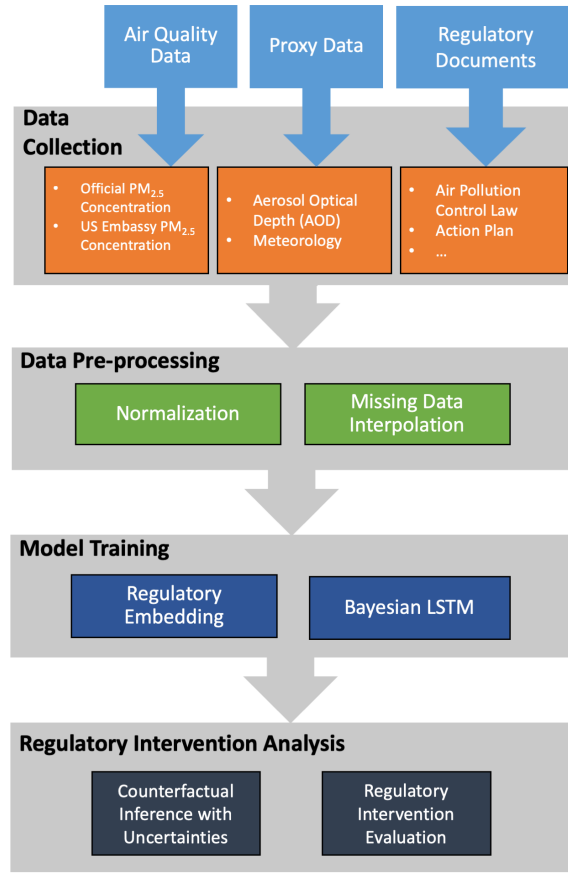 Air Quality
Data
Proxy Data
Regulatory
Documents
Data
Collection
• Official PM2.5
Concentration
• US Embassy PM2.5
Concentration
• Aerosol Optical
Depth (AOD)
• Meteorology
• Air Pollution
Control Law
• Action Plan
• ...
Data Pre-processing
Normalization
Missing Data
Interpolation
Model Training
Regulatory
Embedding
Bayesian LSTM
Regulatory Intervention Analysis
Counterfactual
Inference with
Uncertainties
Regulatory
Intervention
Evaluation